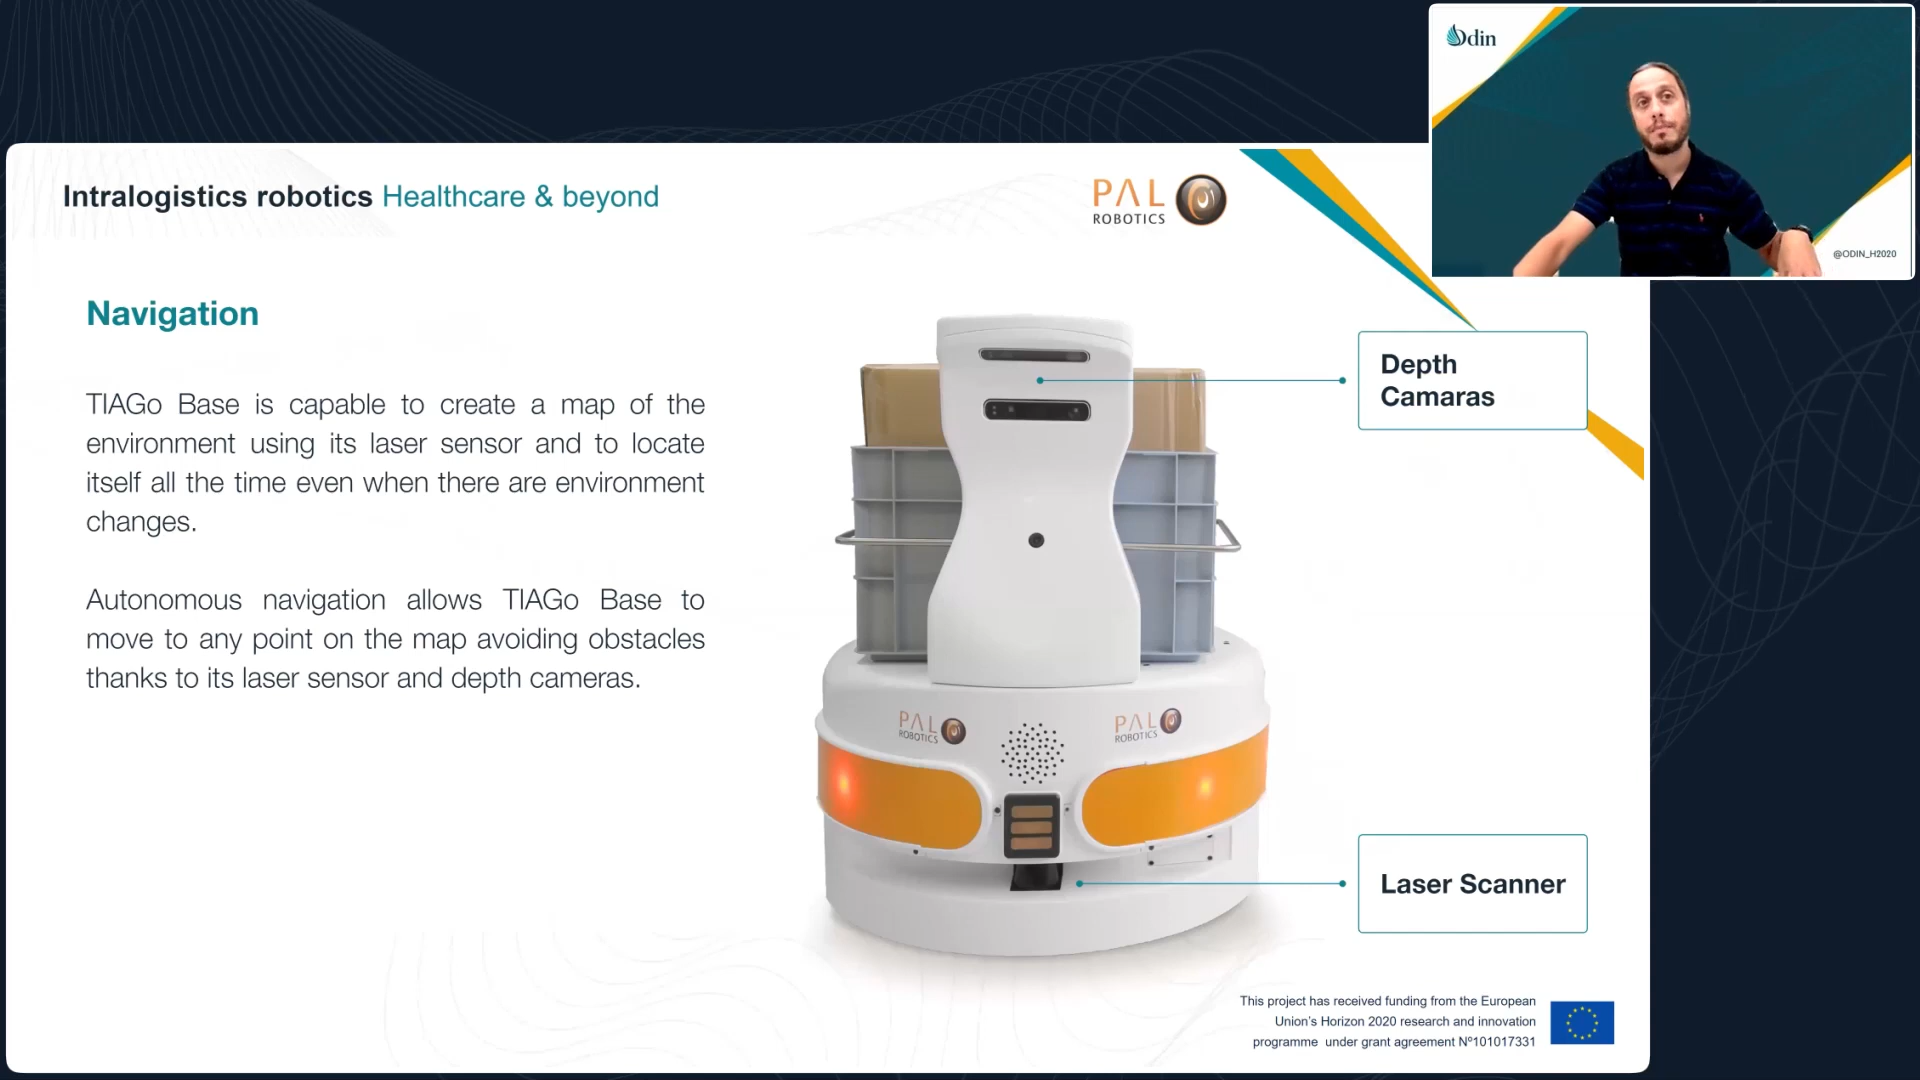 Odin
@ODIN_H2020
Intralogistics robotics Healthcare & beyond
PAL
ROBOTICS
Navigation
TIAGo Base is capable to create a map of the
environment using its laser sensor and to locate
itself all the time even when there are environment
changes.
Autonomous navigation allows TIAGo Base to
move to any point on the map avoiding obstacles
thanks to its laser sensor and depth cameras.
Depth
Camaras
PAL
ROBOTICS
PAL
ROBOTICS
Laser Scanner
This project has received funding from the European
Union's Horizon 2020 research and innovation
programme under grant agreement Nº101017331